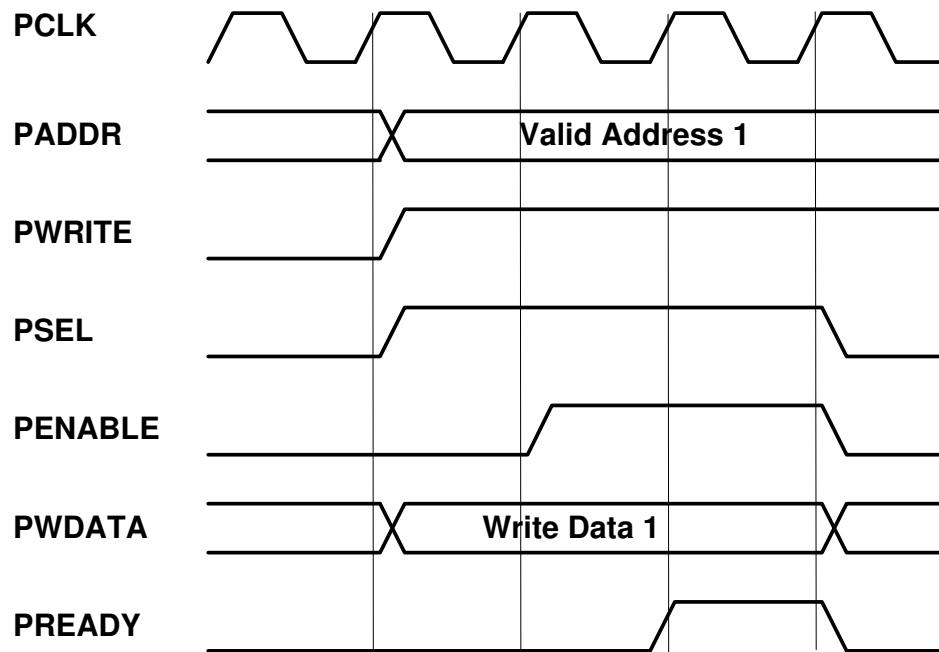 PCLK
PADDR
Valid Address 1
PWRITE
PSEL
PENABLE
PWDATA
Write Data 1
PREADY